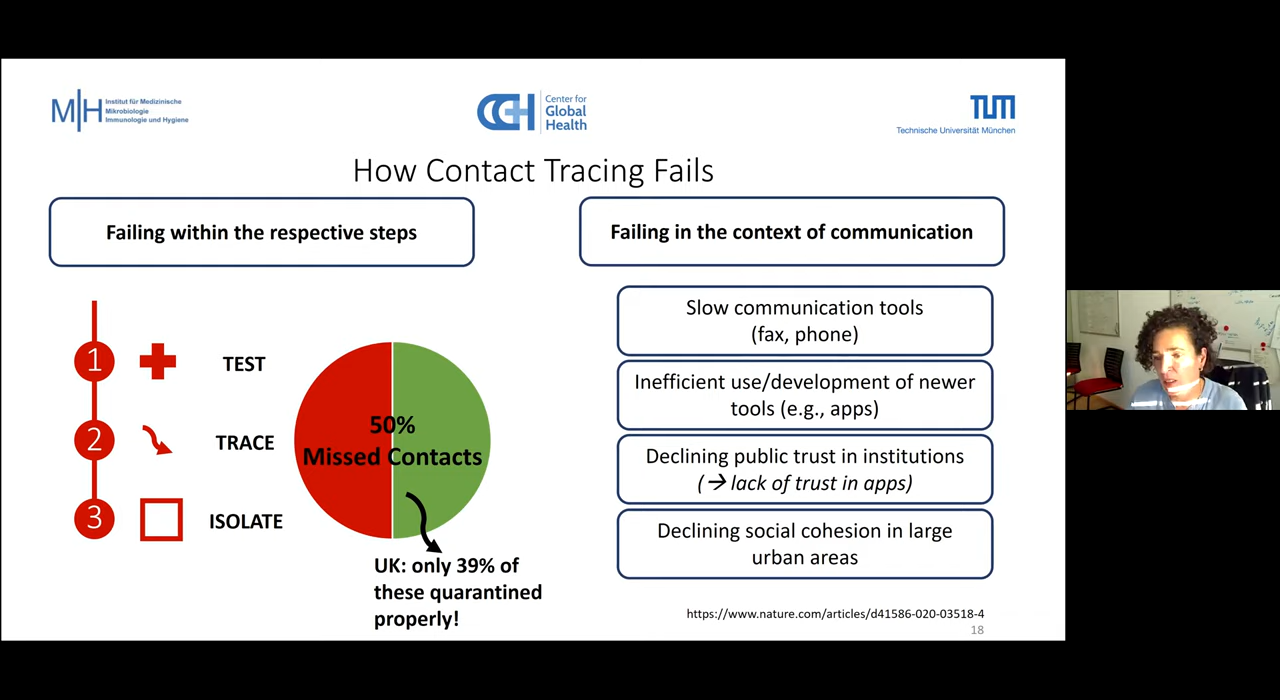 M|H Institut für Medizinische
Mikrobiologie
Immunologie und Hygiene
CGH Center for
Global
Health
TUM
Technische Universität München
How Contact Tracing Fails
Failing within the respective steps
1 TEST
2 TRACE
3 ISOLATE
50%
Missed Contacts
UK: only 39% of
these quarantined
properly!
Failing in the context of communication
Slow communication tools
(fax, phone)
Inefficient use/development of newer
tools (e.g., apps)
Declining public trust in institutions
(→ lack of trust in apps)
Declining social cohesion in large
urban areas
https://www.nature.com/articles/d41586-020-03518-4
18